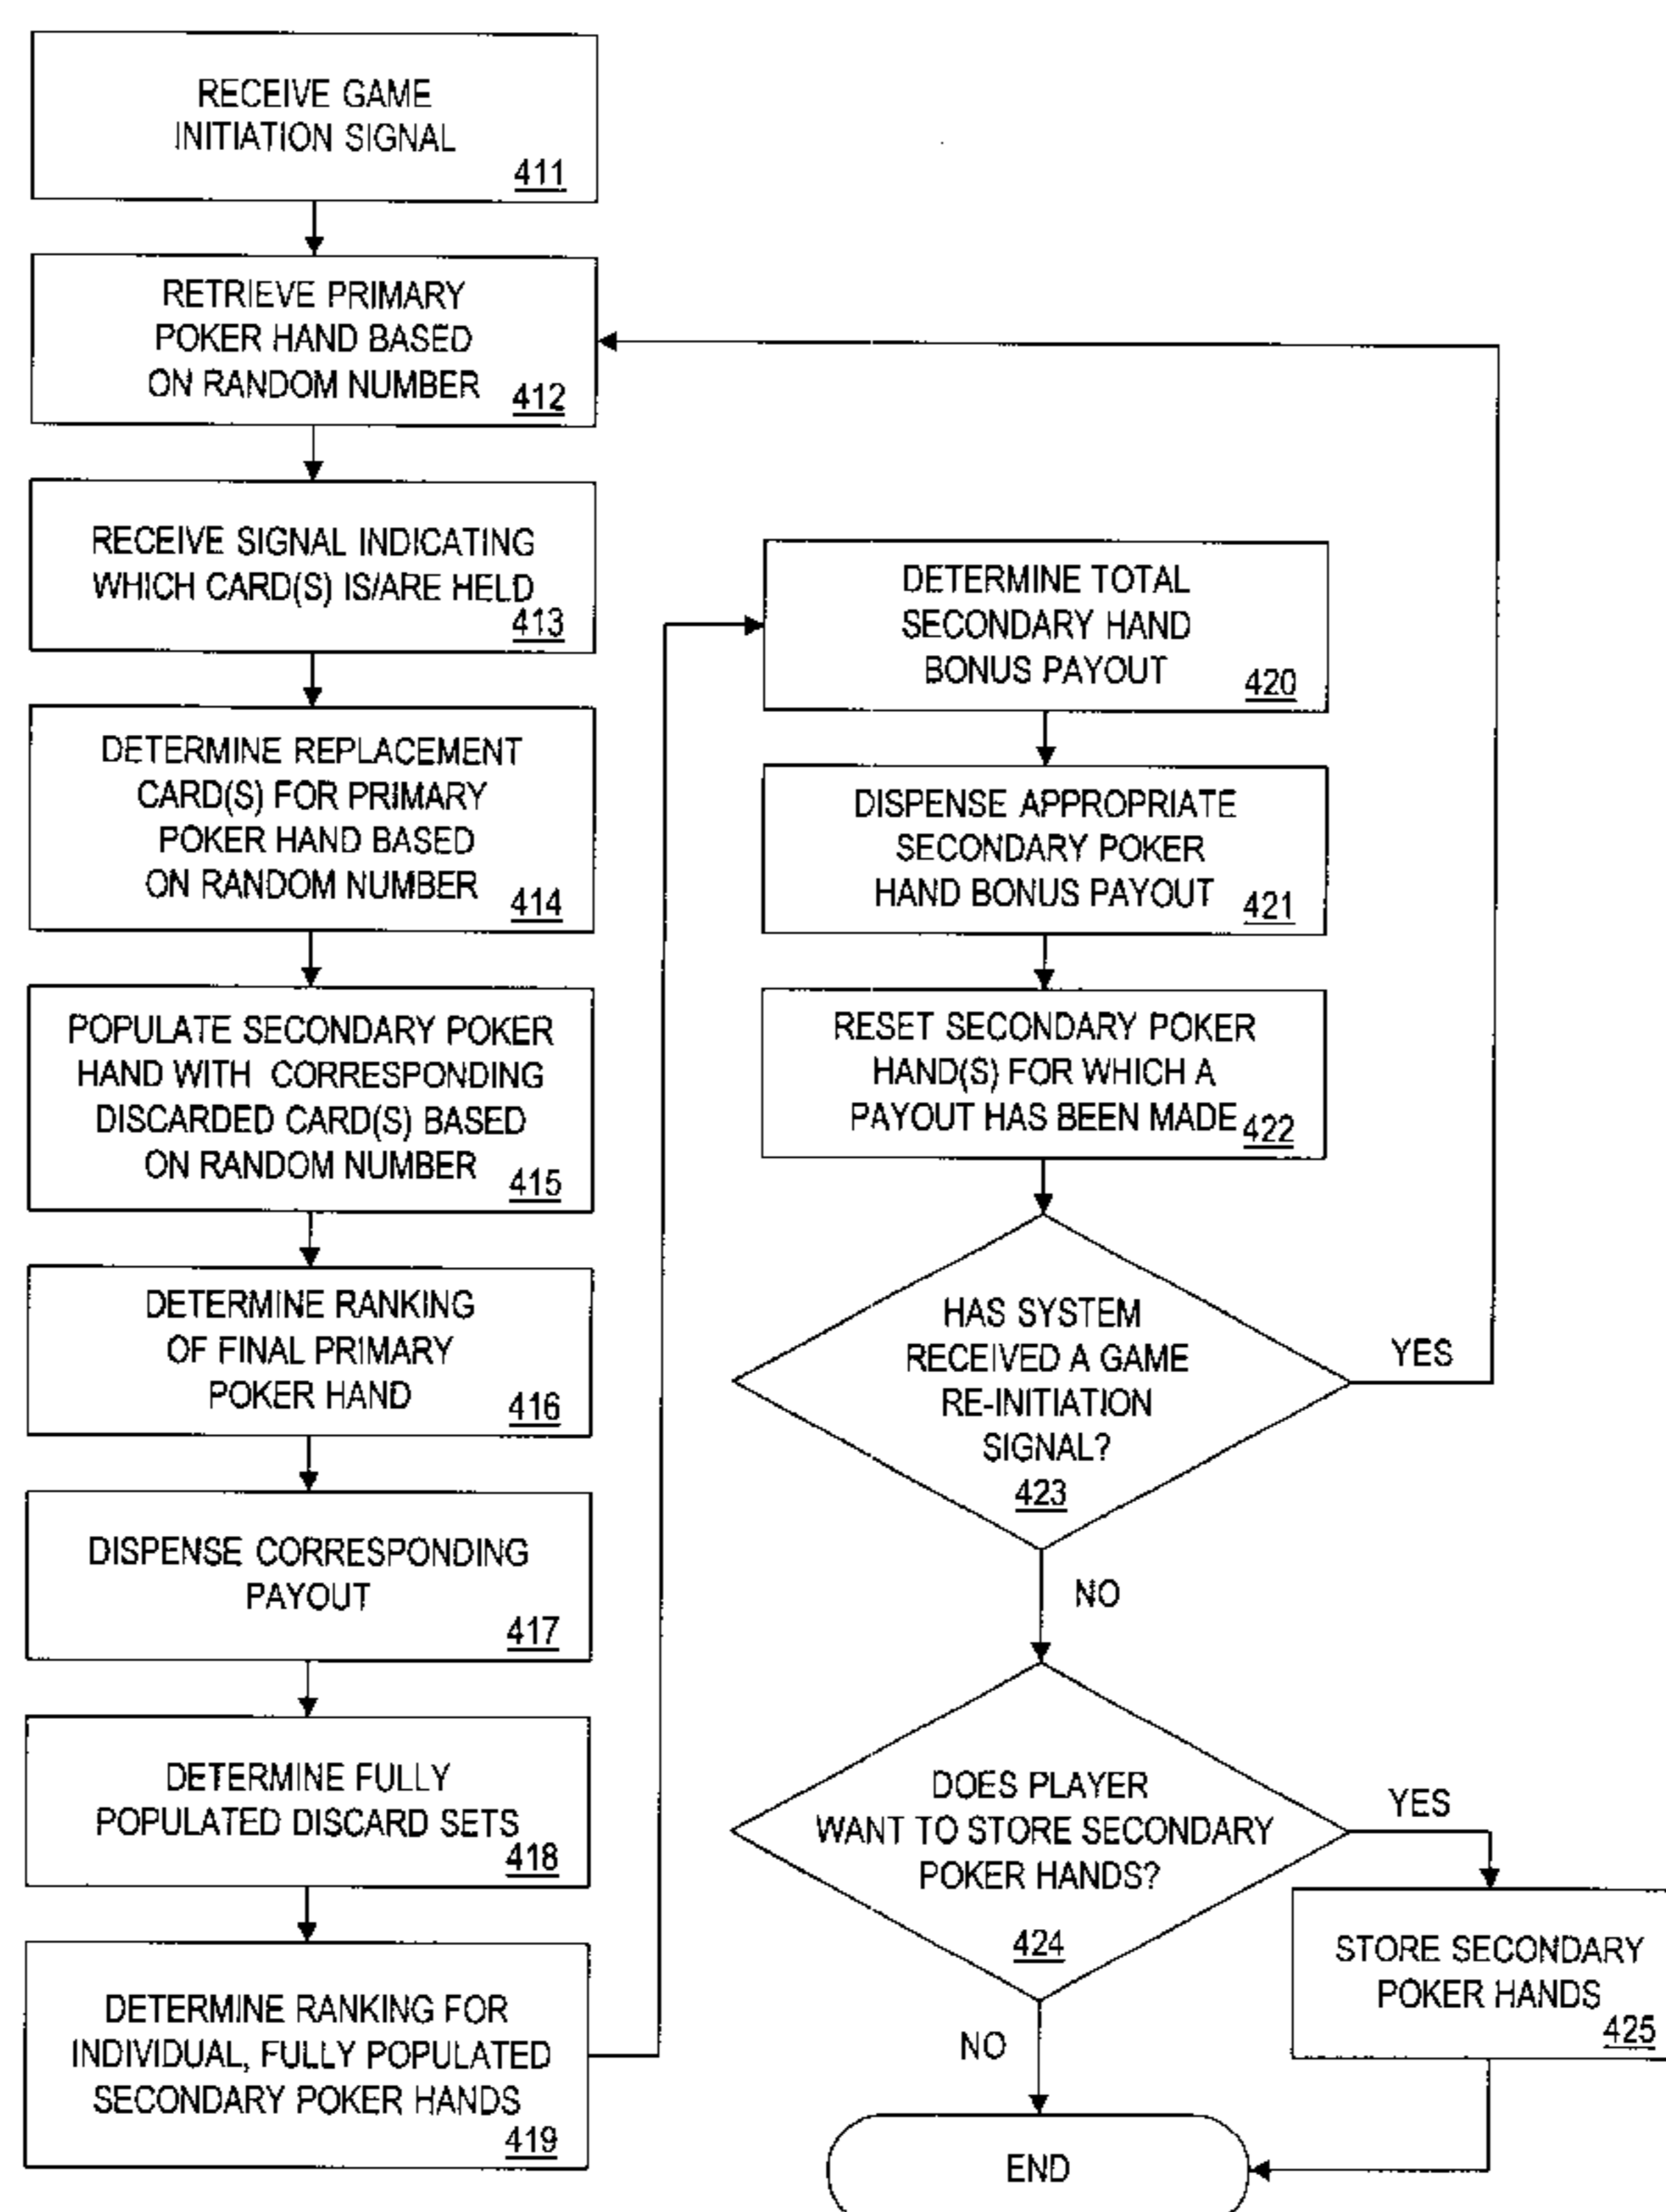 RECEIVE GAME
INITIATION SIGNAL
411
RETRIEVE PRIMARY
POKER HAND BASED
ON RANDOM NUMBER
412
RECEIVE SIGNAL INDICATING
WHICH CARD(S) IS/ARE HELD
413
DETERMINE REPLACEMENT
CARD(S) FOR PRIMARY
POKER HAND BASED
ON RANDOM NUMBER
414
POPULATE SECONDARY POKER
HAND WITH CORRESPONDING
DISCARDED CARD(S) BASED
ON RANDOM NUMBER
415
DETERMINE RANKING
OF FINAL PRIMARY
POKER HAND
416
DISPENSE CORRESPONDING
PAYOUT
417
DETERMINE FULLY
POPULATED DISCARD SETS
418
DETERMINE RANKING FOR
INDIVIDUAL, FULLY POPULATED
SECONDARY POKER HANDS
419
DETERMINE TOTAL
SECONDARY HAND
BONUS PAYOUT
420
DISPENSE APPROPRIATE
SECONDARY POKER
HAND BONUS PAYOUT
421
RESET SECONDARY POKER
HAND(S) FOR WHICH A
PAYOUT HAS BEEN MADE
422
HAS SYSTEM
RECEIVED A GAME
RE-INITIATION
SIGNAL?
423
YES
NO
DOES PLAYER
WANT TO STORE SECONDARY
POKER HANDS?
424
YES
NO
STORE SECONDARY
POKER HANDS
425
END